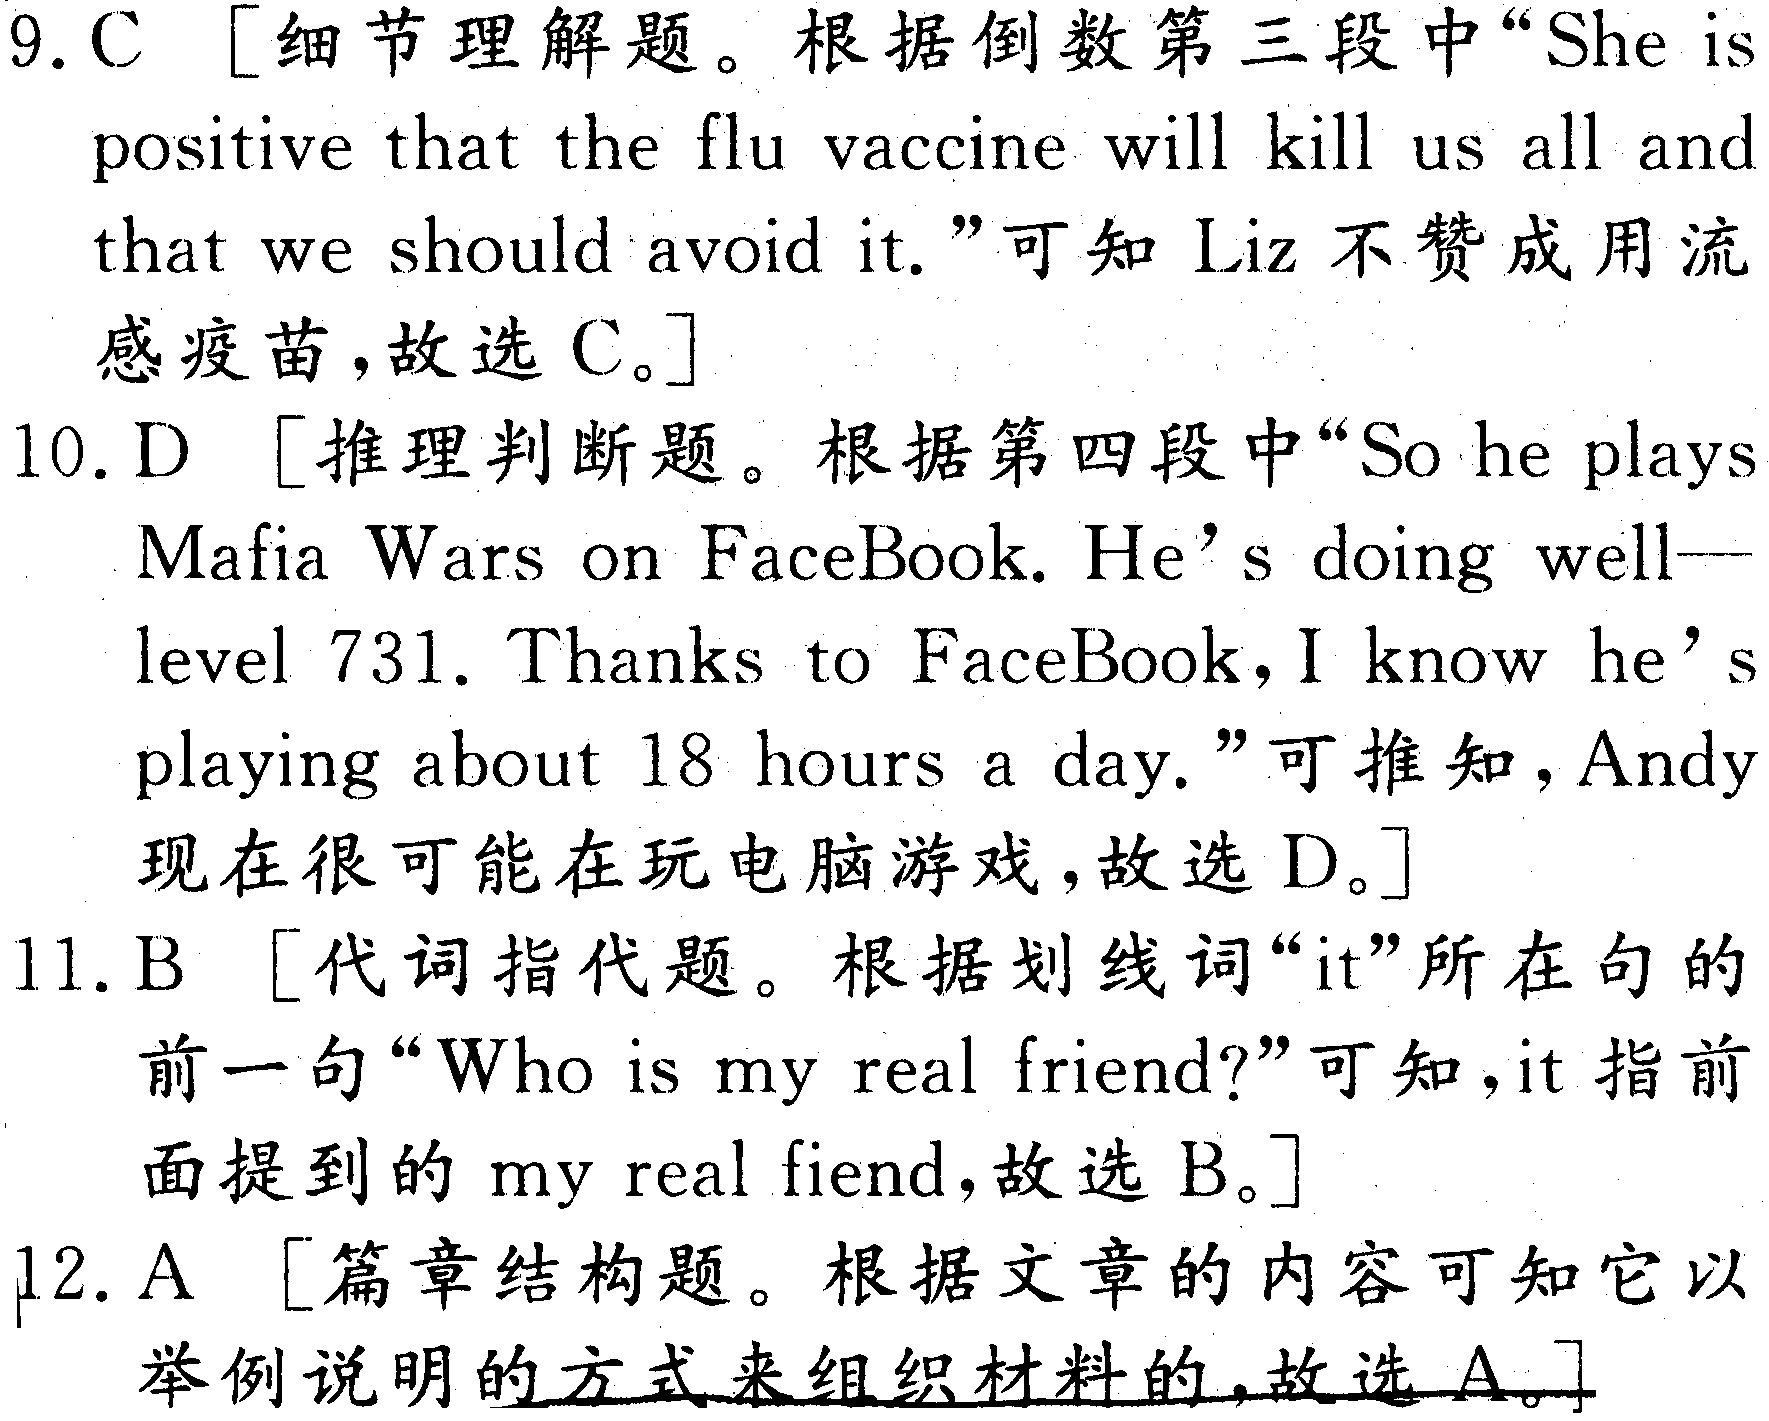 9. C [细节理解题。根据倒数第三段中“She is
positive that the flu vaccine will kill us all and
that we should avoid it.”可知 Liz 不赞成用流
感疫苗,故选 C。]
10. D [推理判断题。根据第四段中“So he plays
Mafia Wars on FaceBook. He’s doing well—
level 731. Thanks to FaceBook, I know he’s
playing about 18 hours a day.”可推知, Andy
现在很可能在玩电脑游戏,故选 D。]
11. B [代词指代题。根据划线词“it”所在句的
前一句“Who is my real friend?”可知,it 指前
面提到的 my real fiend,故选 B。]
12. A [篇章结构题。根据文章的内容可知它以
举例说明的方式来组织材料的,故选 A。]